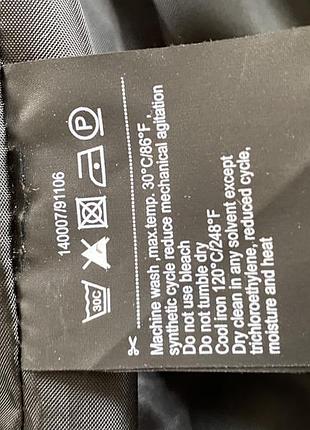 140007/91106
30C
P
Machine wash ,max.temp. 30°C/86°F ,
synthetic cycle reduce mechanical agitation
Do not use bleach
Do not tumble dry
Cool iron 120°C/248°F
Dry clean in any solvent except
trichloroethylene, reduced cycle,
moisture and heat